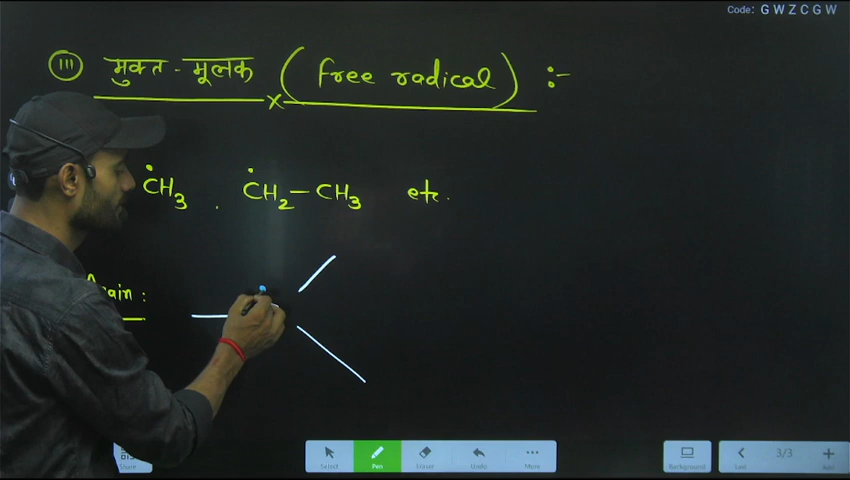 Code: GWZCGW
(iii) मुक्त - मूलक (free radical) :-
ĊH₃ , ĊH₂ – CH₃ etc.
Select Pen Eraser Undo More Background Last 3/3 Add
Share